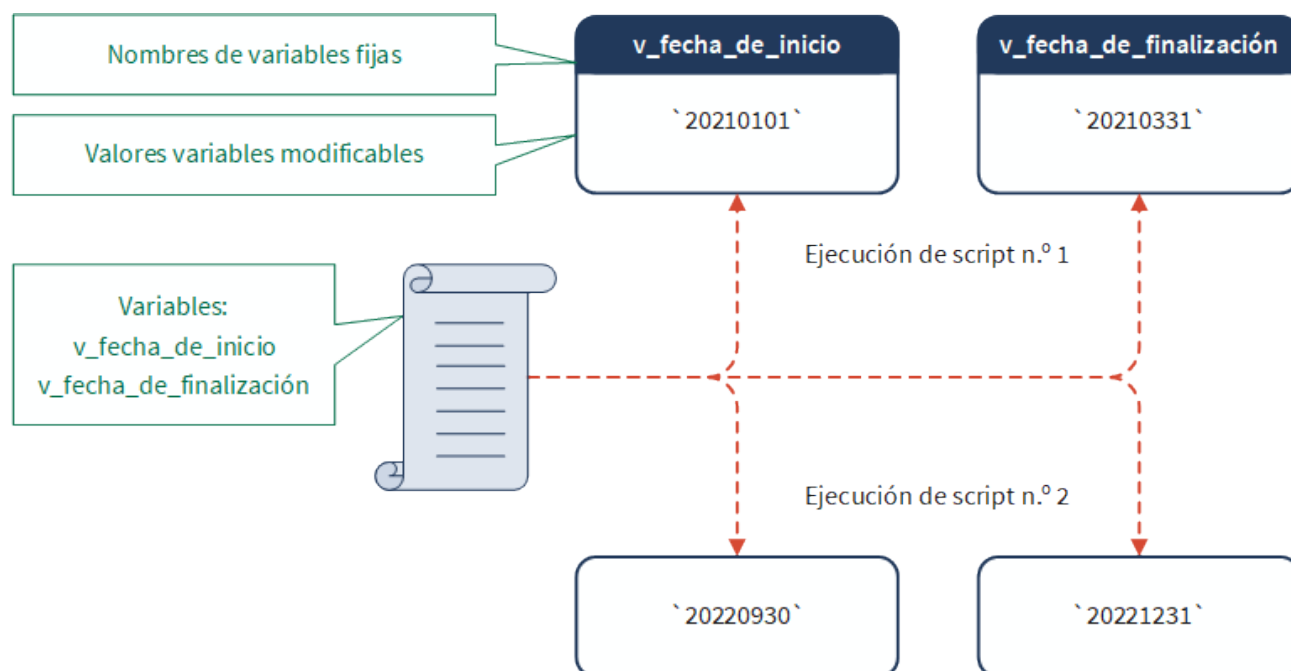 Nombres de variables fijas
v_fecha_de_inicio
v_fecha_de_finalización
Valores variables modificables
`20210101`
`20210331`
Ejecución de script n.º 1
Variables:
v_fecha_de_inicio
v_fecha_de_finalización
Ejecución de script n.º 2
`20220930`
`20221231`